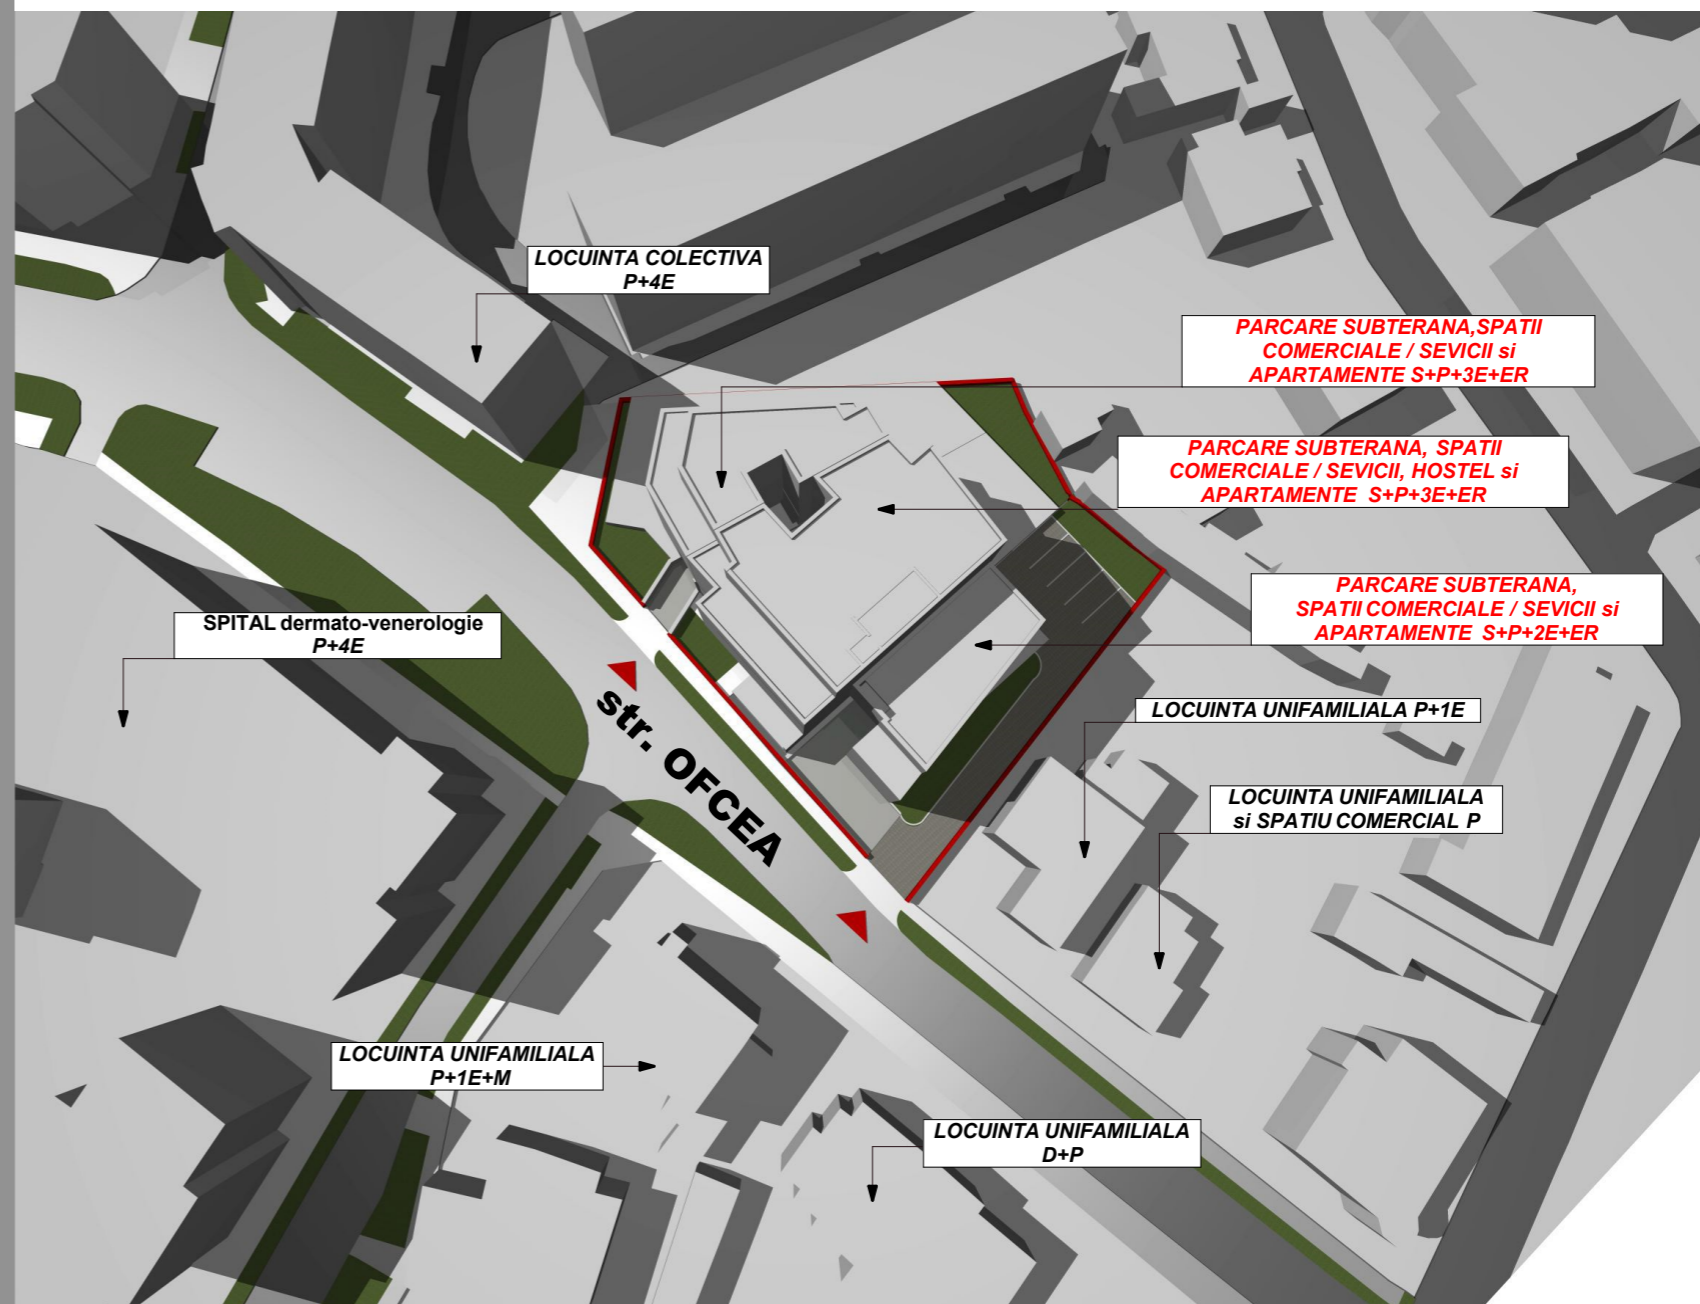 LOCUINTA COLECTIVA
P+4E
PARCARE SUBTERANA,SPATII
COMERCIALE / SEVICII si
APARTAMENTE S+P+3E+ER
PARCARE SUBTERANA, SPATII
COMERCIALE / SEVICII, HOSTEL si
APARTAMENTE S+P+3E+ER
PARCARE SUBTERANA,
SPATII COMERCIALE / SEVICII si
APARTAMENTE S+P+2E+ER
SPITAL dermato-venerologie
P+4E
str. OFCEA
LOCUINTA UNIFAMILIALA P+1E
LOCUINTA UNIFAMILIALA
si SPATIU COMERCIAL P
LOCUINTA UNIFAMILIALA
P+1E+M
LOCUINTA UNIFAMILIALA
D+P